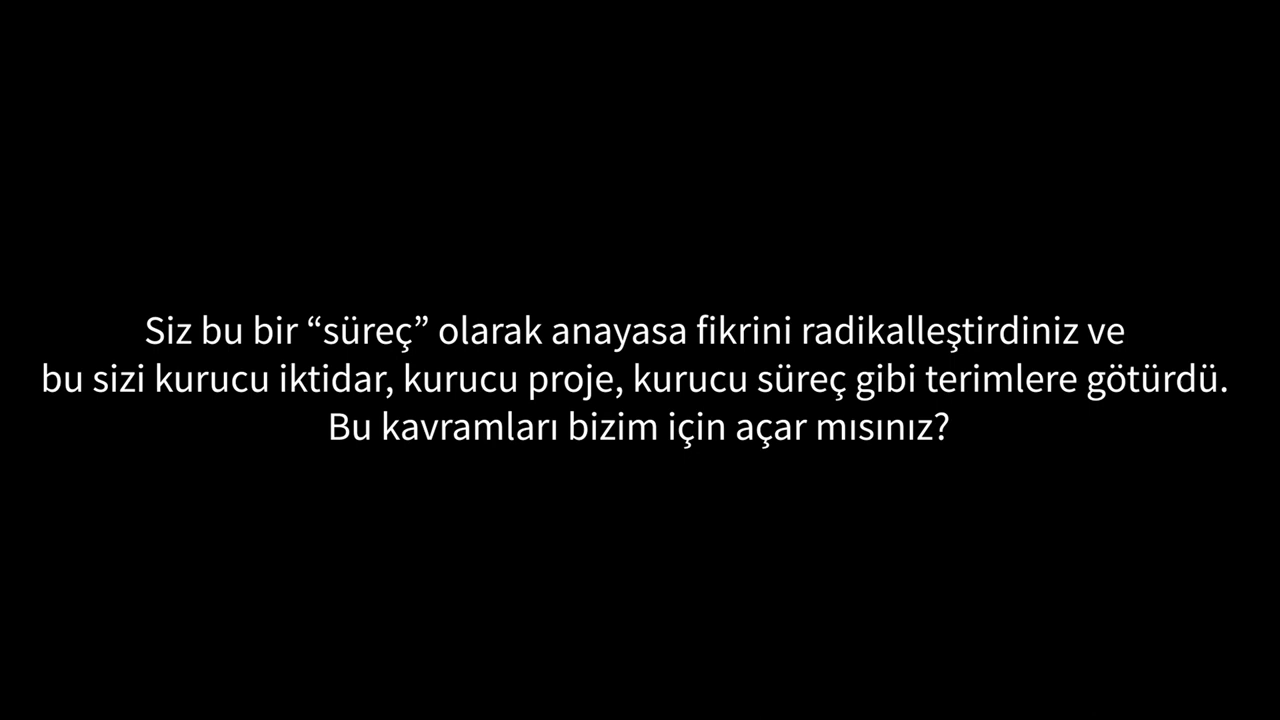 Siz bu bir “süreç” olarak anayasa fikrini radikalleştirdiniz ve
bu sizi kurucu iktidar, kurucu proje, kurucu süreç gibi terimlere götürdü.
Bu kavramları bizim için açar mısınız?